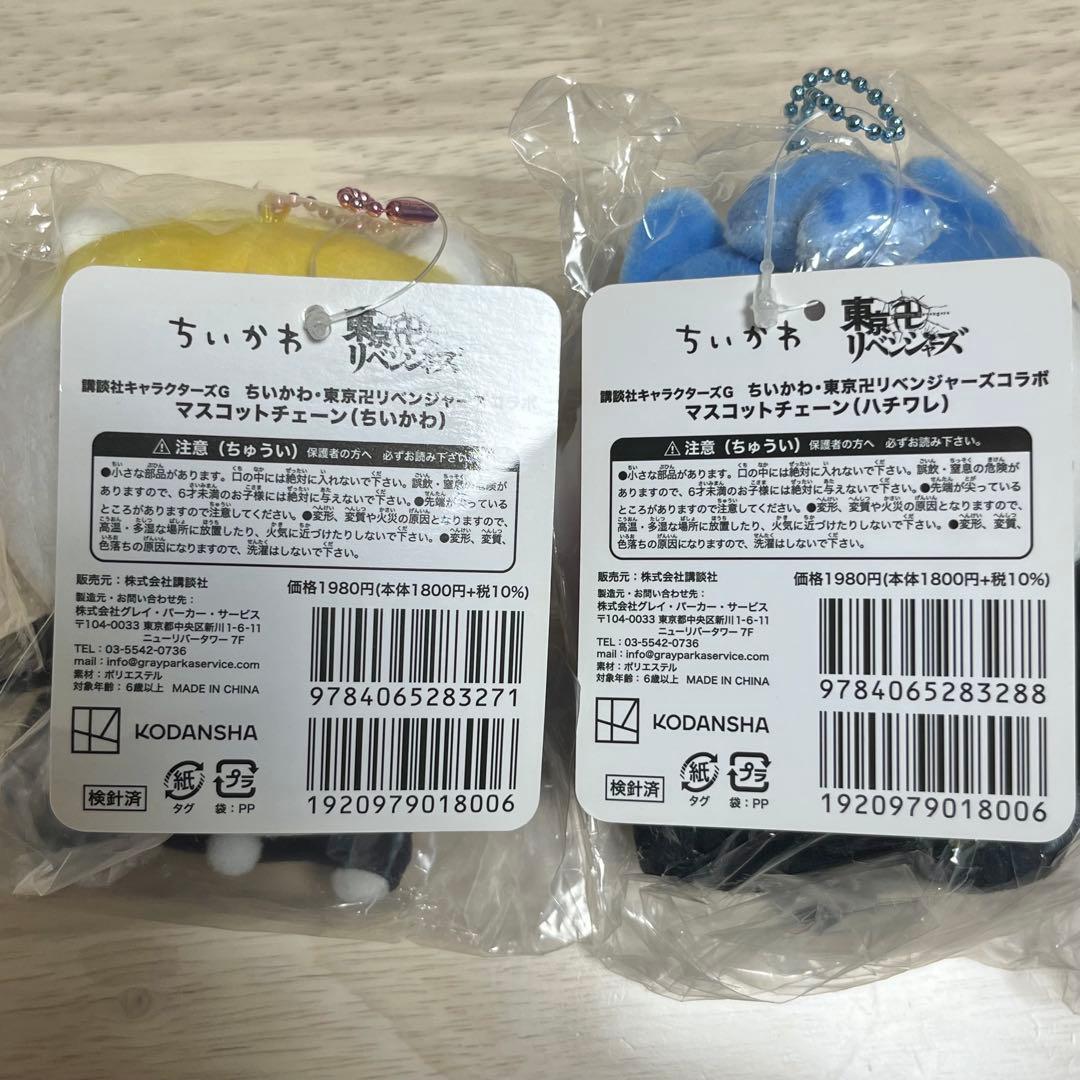 ちいかわ
東京卍リベンジャーズ
講談社キャラクターズG ちいかわ・東京卍リベンジャーズコラボ
マスコットチェーン(ちいかわ)
⚠注意(ちゅうい) 保護者の方へ 必ずお読み下さい。
●小さな部品があります。口の中には絶対に入れないで下さい。誤飲・窒息の危険が
ありますので、6才未満のお子様には絶対に与えないで下さい。●先端が尖っている
ところがありますので注意してください。●変形、変質や火災の原因となりますので、
高温・多湿な場所に放置したり、火気に近づけたりしないで下さい。●変形、変質、
色落ちの原因になりますので、洗濯はしないで下さい。
販売元:株式会社講談社
価格1980円(本体1800円+税10%)
製造元・お問い合わせ先:
株式会社グレイ・パーカー・サービス
〒104-0033 東京都中央区新川1-6-11
ニューリバータワー 7F
TEL:03-5542-0736
mail:info@grayparkaservice.com
素材:ポリエステル
対象年齢:6歳以上 MADE IN CHINA
9784065283271
KODANSHA
検針済
紙
タグ
プラ
袋:PP
1920979018006
ちいかわ
東京卍リベンジャーズ
講談社キャラクターズG ちいかわ・東京卍リベンジャーズコラボ
マスコットチェーン(ハチワレ)
⚠注意(ちゅうい) 保護者の方へ 必ずお読み下さい。
●小さな部品があります。口の中には絶対に入れないで下さい。誤飲・窒息の危険が
ありますので、6才未満のお子様には絶対に与えないで下さい。●先端が尖っている
ところがありますので注意してください。●変形、変質や火災の原因となりますので、
高温・多湿な場所に放置したり、火気に近づけたりしないで下さい。●変形、変質、
色落ちの原因になりますので、洗濯はしないで下さい。
販売元:株式会社講談社
価格1980円(本体1800円+税10%)
製造元・お問い合わせ先:
株式会社グレイ・パーカー・サービス
〒104-0033 東京都中央区新川1-6-11
ニューリバータワー 7F
TEL:03-5542-0736
mail:info@grayparkaservice.com
素材:ポリエステル
対象年齢:6歳以上 MADE IN CHINA
9784065283288
KODANSHA
検針済
紙
タグ
プラ
袋:PP
1920979018006